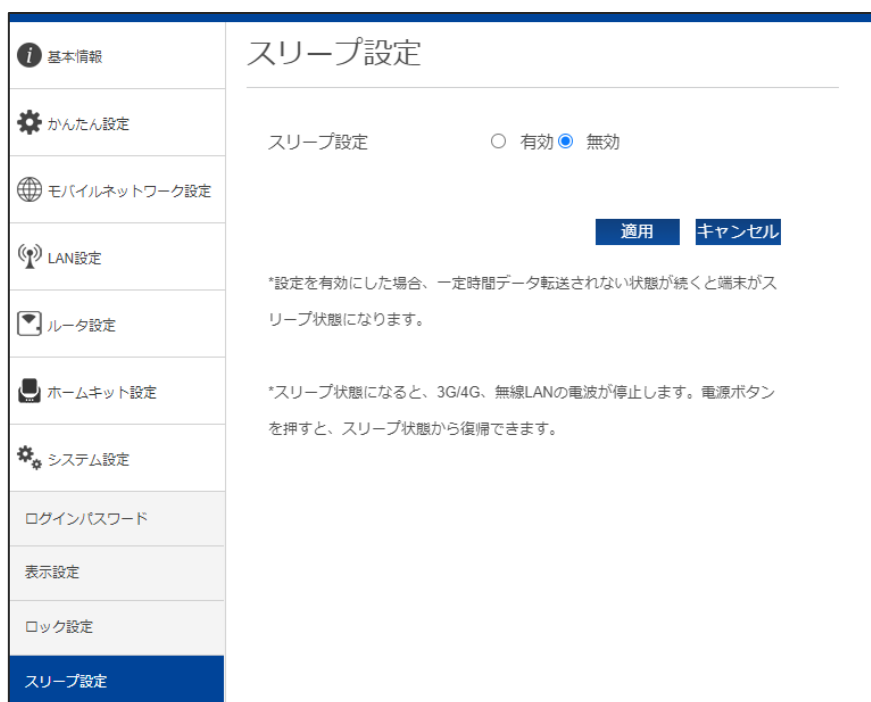 基本情報
かんたん設定
モバイルネットワーク設定
LAN設定
ルータ設定
ホームキット設定
システム設定
ログインパスワード
表示設定
ロック設定
スリープ設定
スリープ設定
スリープ設定 有効 無効
適用 キャンセル
*設定を有効にした場合、一定時間データ転送されない状態が続くと端末がス
リープ状態になります。
*スリープ状態になると、3G/4G、無線LANの電波が停止します。電源ボタン
を押すと、スリープ状態から復帰できます。